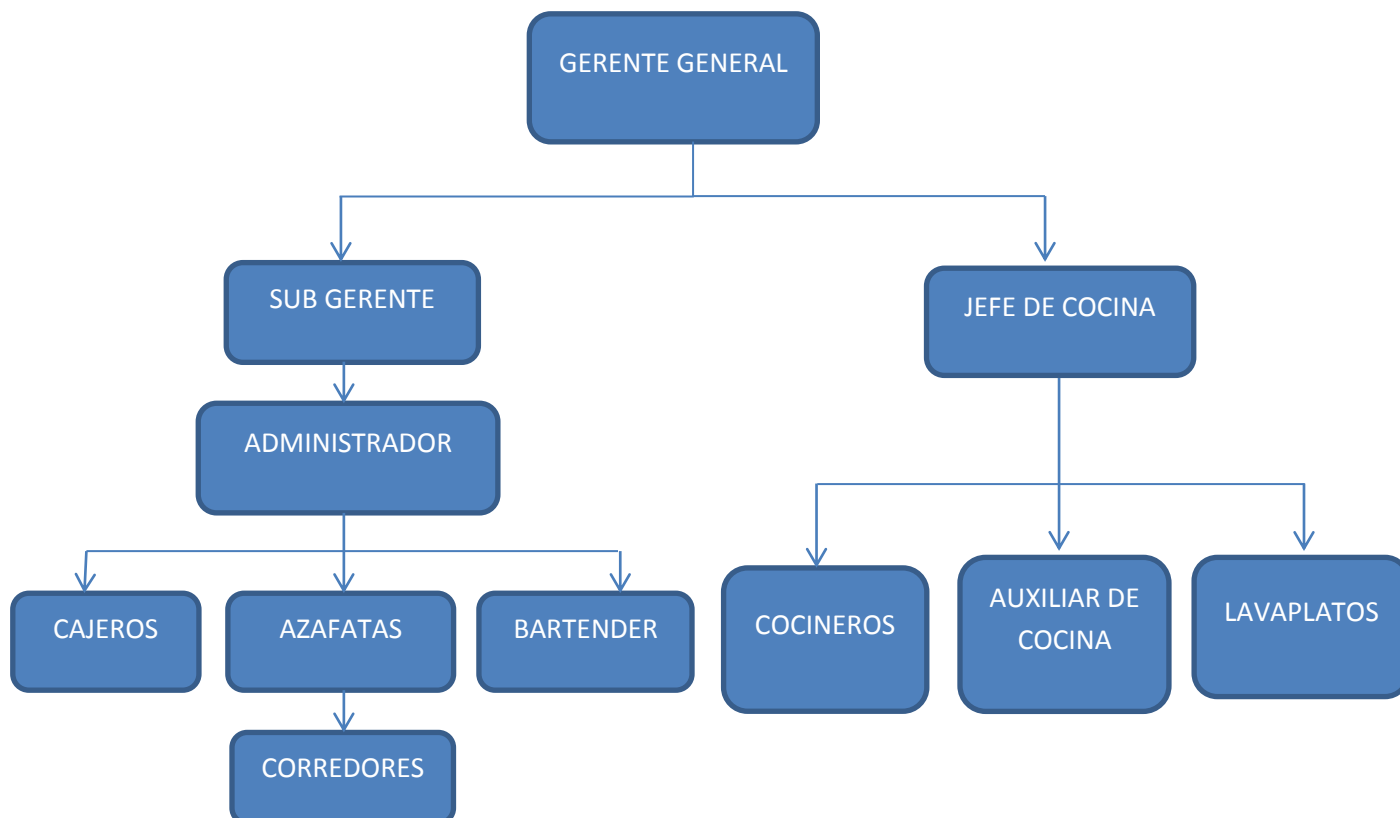 GERENTE GENERAL
SUB GERENTE
JEFE DE COCINA
ADMINISTRADOR
CAJEROS
AZAFATAS
BARTENDER
COCINEROS
AUXILIAR DE
COCINA
LAVAPLATOS
CORREDORES